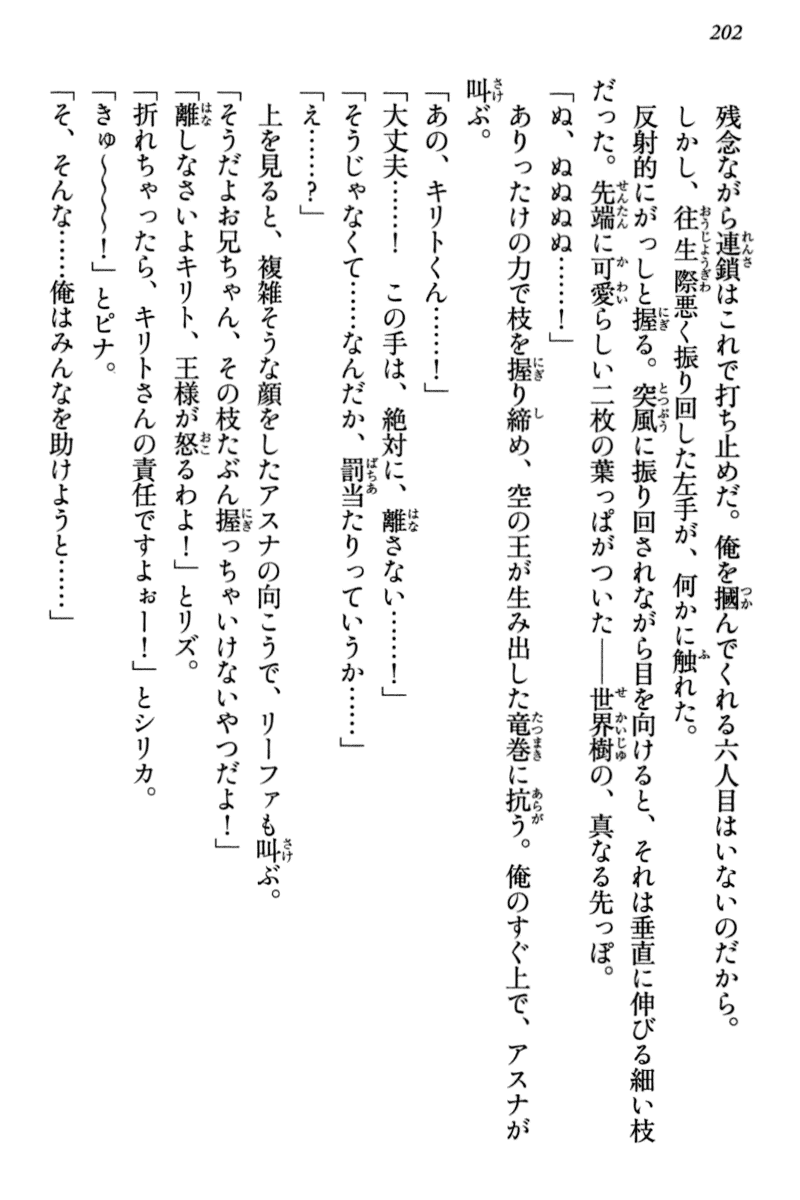 202
残念ながら連鎖はこれで打ち止めだ。俺を摑んでくれる六人目はいないのだから。
しかし、往生際悪く振り回した左手が、何かに触れた。
反射的にがっしと握る。突風に振り回されながら目を向けると、それは垂直に伸びる細い枝
だった。先端に可愛らしい二枚の葉っぱがついた――世界樹の、真なる先っぽ。
「ぬ、ぬぬぬぬ……！」
ありったけの力で枝を握り締め、空の王が生み出した竜巻に抗う。俺のすぐ上で、アスナが
叫ぶ。
「あの、キリトくん……！」
「大丈夫……！　この手は、絶対に、離さない……！」
「そうじゃなくて……なんだか、罰当たりっていうか……」
「え……？」
上を見ると、複雑そうな顔をしたアスナの向こうで、リーファも叫ぶ。
「そうだよお兄ちゃん、その枝たぶん握っちゃいけないやつだよ！」
「離しなさいよキリト、王様が怒るわよ！」とリズ。
「折れちゃったら、キリトさんの責任ですよぉー！」とシリカ。
「きゅ～～～～！」とピナ。
「そ、そんな……俺はみんなを助けようと……」